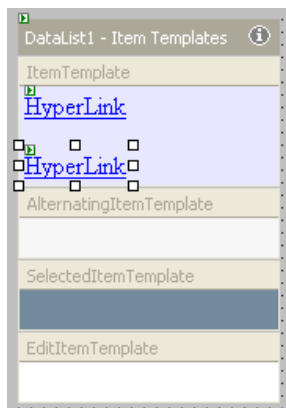 DataList1 - Item Templates
ItemTemplate
HyperLink
HyperLink
AlternatingItemTemplate
SelectedItemTemplate
EditItemTemplate